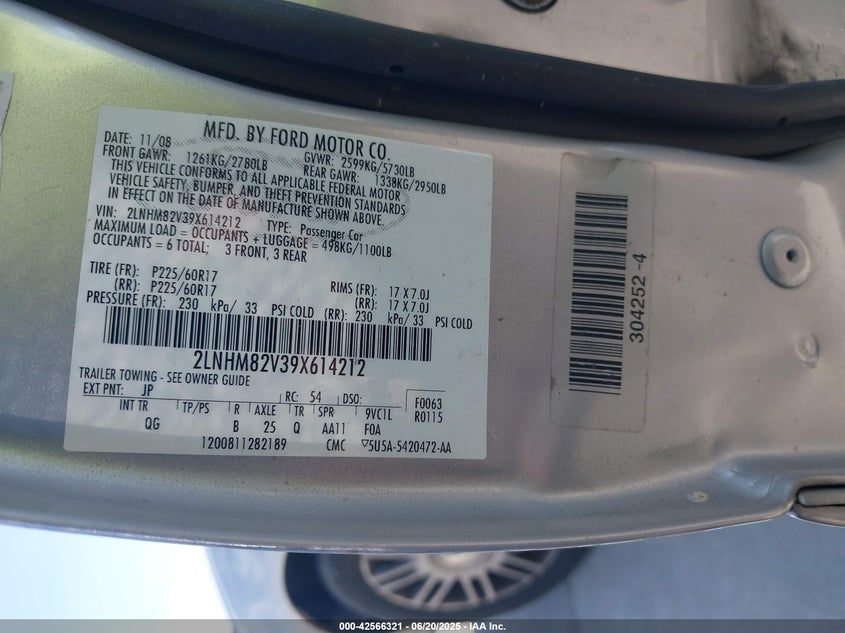 MFD. BY FORD MOTOR CO.
DATE: 11/08 GVWR: 2599KG/5730LB
FRONT GAWR: 1261KG/2780LB REAR GAWR: 1338KG/2950LB
THIS VEHICLE CONFORMS TO ALL APPLICABLE FEDERAL MOTOR
VEHICLE SAFETY, BUMPER, AND THEFT PREVENTION STANDARDS
IN EFFECT ON THE DATE OF MANUFACTURE SHOWN ABOVE.
VIN: 2LNHM82V39X614212 TYPE: Passenger Car
MAXIMUM LOAD = OCCUPANTS + LUGGAGE = 498KG/1100LB
OCCUPANTS = 6 TOTAL; 3 FRONT, 3 REAR
TIRE (FR): P225/60R17 RIMS (FR): 17 X 7.0J
(RR): P225/60R17 (RR): 17 X 7.0J
PRESSURE (FR): 230 kPa/ 33 PSI COLD (RR): 230 kPa/ 33 PSI COLD
2LNHM82V39X614212
TRAILER TOWING - SEE OWNER GUIDE
EXT PNT: JP RC: 54 DSO: F0063
R0115
INT TR TP/PS R AXLE TR SPR 9VC1L
QG B 25 Q AA11 F0A
1200811282189 CMC 5U5A-5420472-AA
304252-4
000-42566321 - 06/20/2025 - IAA Inc.